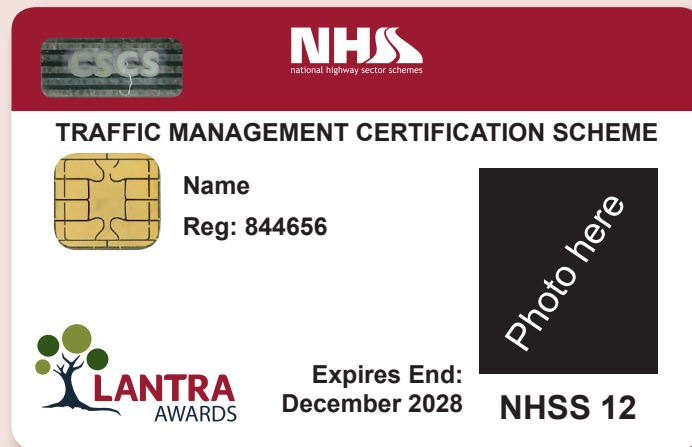 CSCS
NHSS
national highway sector schemes
TRAFFIC MANAGEMENT CERTIFICATION SCHEME
Name
Reg: 844656
Photo here
LANTRA
AWARDS
Expires End:
December 2028
NHSS 12